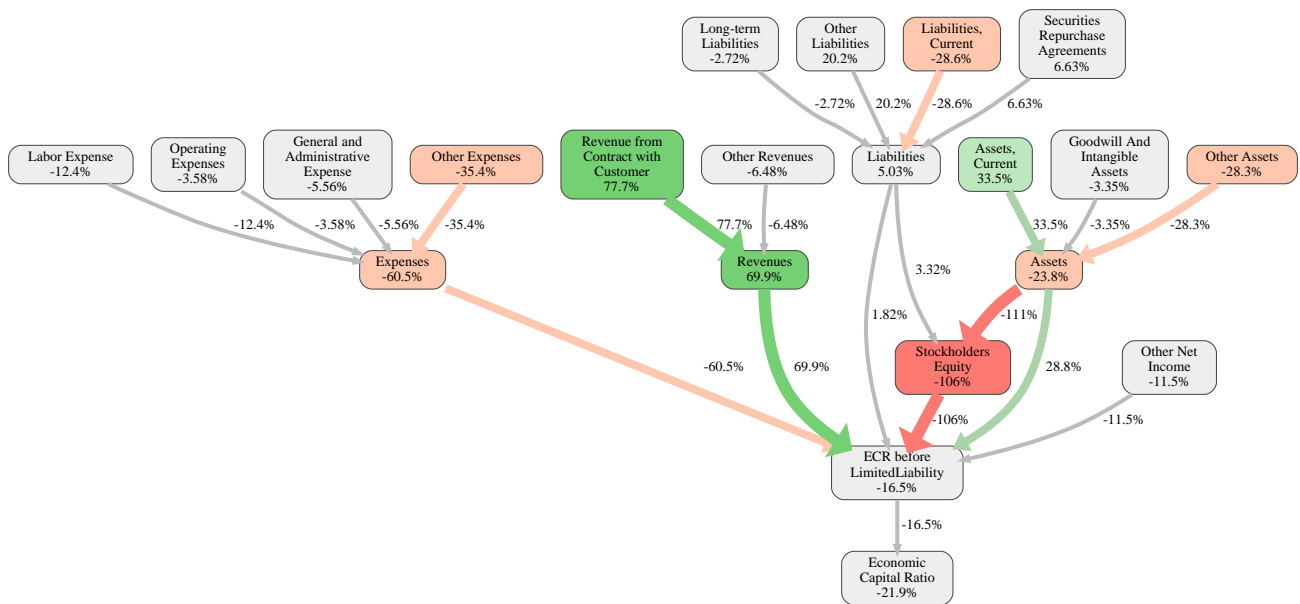 Long-term
Liabilities
-2.72%
Other
Liabilities
20.2%
Liabilities,
Current
-28.6%
Securities
Repurchase
Agreements
6.63%
-2.72%
20.2%
-28.6%
6.63%
Labor Expense
-12.4%
Operating
Expenses
-3.58%
General and
Administrative
Expense
-5.56%
Other Expenses
-35.4%
Revenue from
Contract with
Customer
77.7%
Other Revenues
-6.48%
Liabilities
5.03%
Assets,
Current
33.5%
Goodwill And
Intangible
Assets
-3.35%
Other Assets
-28.3%
-12.4%
-3.58%
-5.56%
-35.4%
77.7%
-6.48%
33.5%
-3.35%
-28.3%
Expenses
-60.5%
Revenues
69.9%
3.32%
Assets
-23.8%
1.82%
-111%
-60.5%
69.9%
Stockholders
Equity
-106%
28.8%
Other Net
Income
-11.5%
-106%
-11.5%
ECR before
LimitedLiability
-16.5%
-16.5%
Economic
Capital Ratio
-21.9%